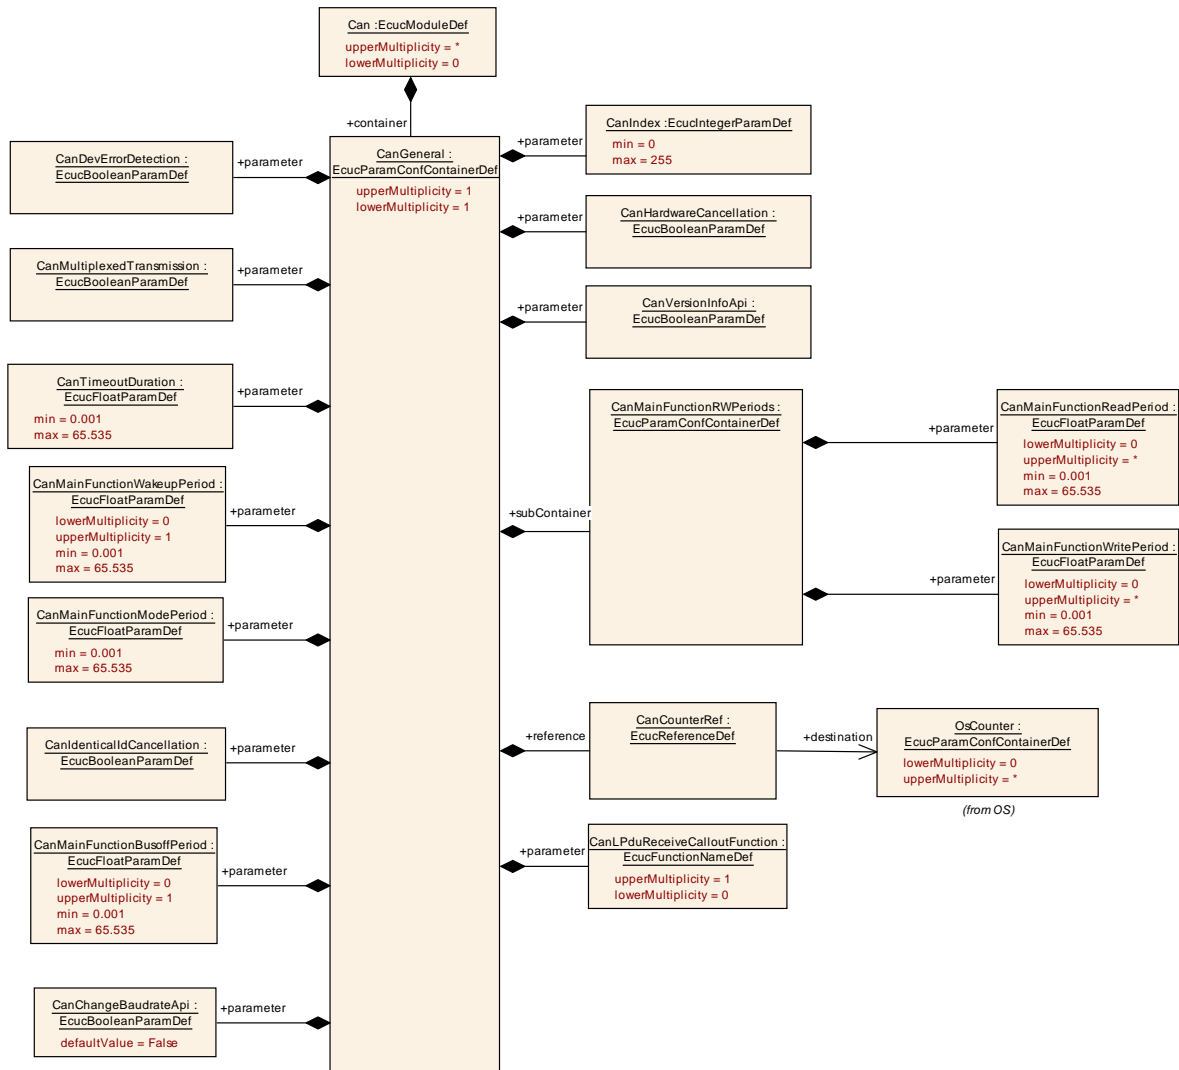 Can :EcucModuleDef
upperMultiplicity = *
lowerMultiplicity = 0
+container
CanGeneral :
EcucParamConfContainerDef
upperMultiplicity = 1
lowerMultiplicity = 1
CanDevErrorDetection :
EcucBooleanParamDef
+parameter
CanMultiplexedTransmission :
EcucBooleanParamDef
+parameter
CanTimeoutDuration :
EcucFloatParamDef
min = 0.001
max = 65.535
+parameter
CanMainFunctionWakeupPeriod :
EcucFloatParamDef
lowerMultiplicity = 0
upperMultiplicity = 1
min = 0.001
max = 65.535
+parameter
CanMainFunctionModePeriod :
EcucFloatParamDef
min = 0.001
max = 65.535
+parameter
CanIdenticalIdCancellation :
EcucBooleanParamDef
+parameter
CanMainFunctionBusoffPeriod :
EcucFloatParamDef
lowerMultiplicity = 0
upperMultiplicity = 1
min = 0.001
max = 65.535
+parameter
CanChangeBaudrateApi :
EcucBooleanParamDef
defaultValue = False
+parameter
+parameter
CanIndex :EcucIntegerParamDef
min = 0
max = 255
+parameter
CanHardwareCancellation :
EcucBooleanParamDef
+parameter
CanVersionInfoApi :
EcucBooleanParamDef
+subContainer
CanMainFunctionRWPeriods :
EcucParamConfContainerDef
+parameter
CanMainFunctionReadPeriod :
EcucFloatParamDef
lowerMultiplicity = 0
upperMultiplicity = *
min = 0.001
max = 65.535
+parameter
CanMainFunctionWritePeriod :
EcucFloatParamDef
lowerMultiplicity = 0
upperMultiplicity = *
min = 0.001
max = 65.535
+reference
CanCounterRef :
EcucReferenceDef
+destination
OsCounter :
EcucParamConfContainerDef
lowerMultiplicity = 0
upperMultiplicity = *
(from OS)
+parameter
CanLPduReceiveCalloutFunction :
EcucFunctionNameDef
upperMultiplicity = 1
lowerMultiplicity = 0